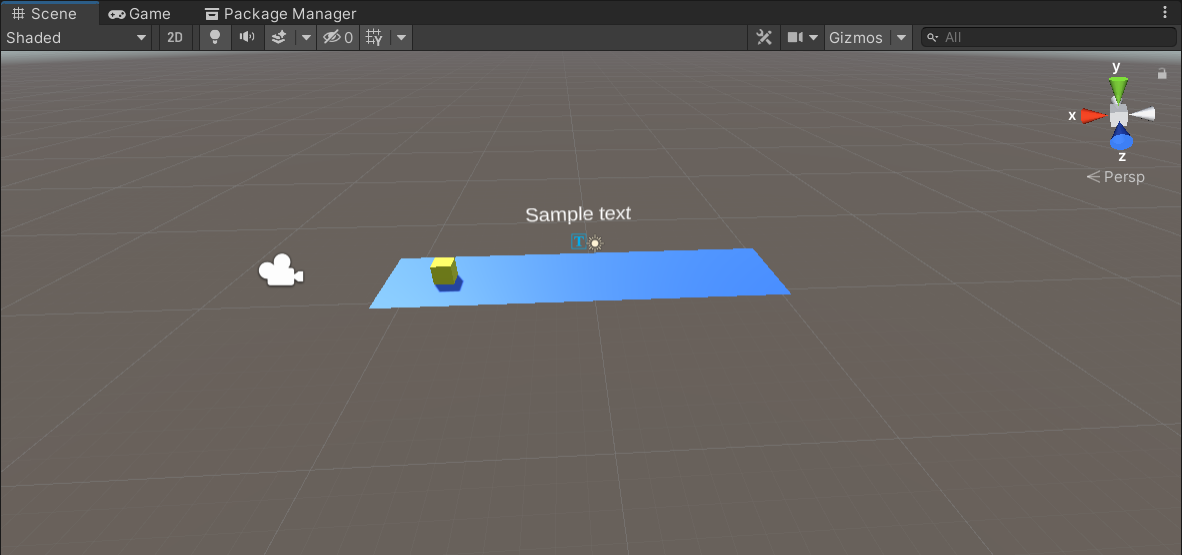 Scene Game Package Manager
Shaded 2D 0 Gizmos All
y
x
z
Persp
Sample text
T